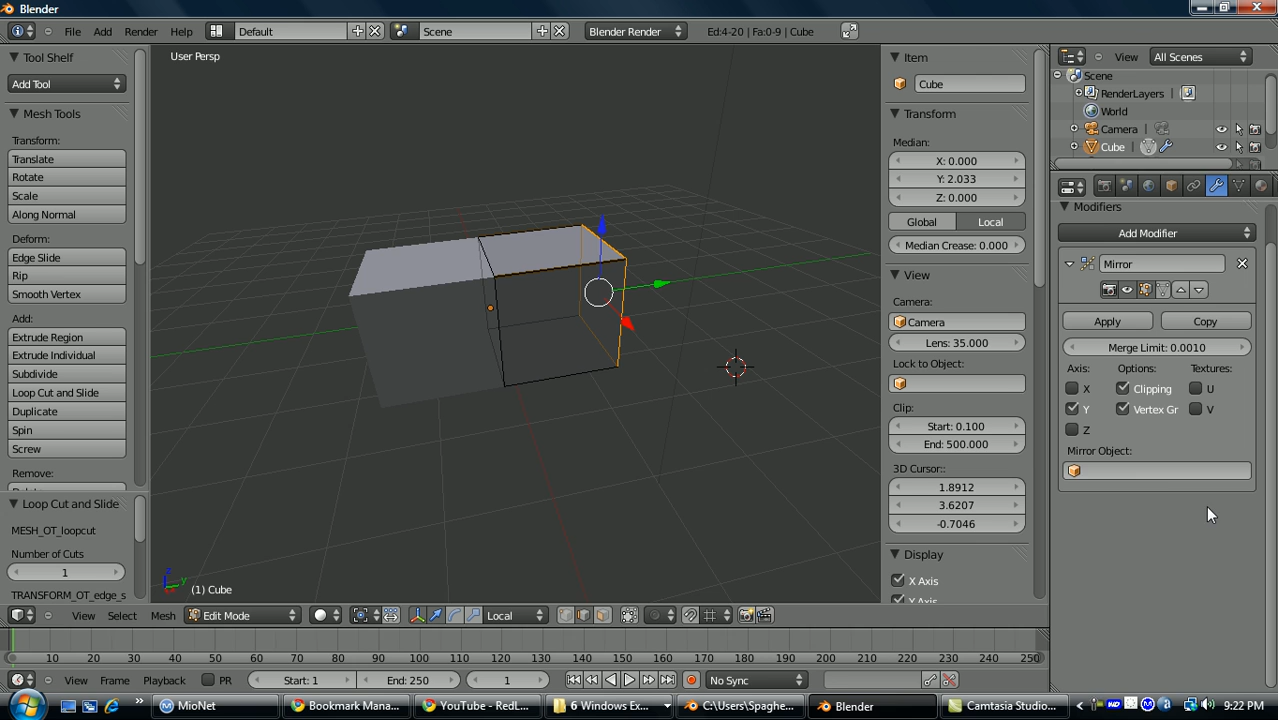 Blender
File Add Render Help Default Scene Blender Render Ed:4-20 | Fa:0-9 | Cube
Tool Shelf
Add Tool
Mesh Tools
Transform:
Translate
Rotate
Scale
Along Normal
Deform:
Edge Slide
Rip
Smooth Vertex
Add:
Extrude Region
Extrude Individual
Subdivide
Loop Cut and Slide
Duplicate
Spin
Screw
Remove:
Loop Cut and Slide
MESH_OT_loopcut
Number of Cuts
1
TRANSFORM_OT_edge_s
User Persp
z
y
(1) Cube
View Select Mesh Edit Mode Local
Item
Cube
Transform
Median:
X: 0.000
Y: 2.033
Z: 0.000
Global Local
Median Crease: 0.000
View
Camera:
Camera
Lens: 35.000
Lock to Object:
Clip:
Start: 0.100
End: 500.000
3D Cursor::
1.8912
3.6207
-0.7046
Display
X Axis
Y Axis
View All Scenes
Scene
RenderLayers
World
Camera
Cube
Modifiers
Add Modifier
Mirror
Apply Copy
Merge Limit: 0.0010
Axis: Options: Textures:
X Clipping U
Y Vertex Gr V
Z
Mirror Object:
10 20 30 40 50 60 70 80 90 100 110 120 130 140 150 160 170 180 190 200 210 220 230 240 250
View Frame Playback PR Start: 1 End: 250 1 No Sync
MioNet Bookmark Mana... YouTube - RedL... 6 Windows Ex... C:\Users\Spaghe... Blender Camtasia Studio... 9:22 PM